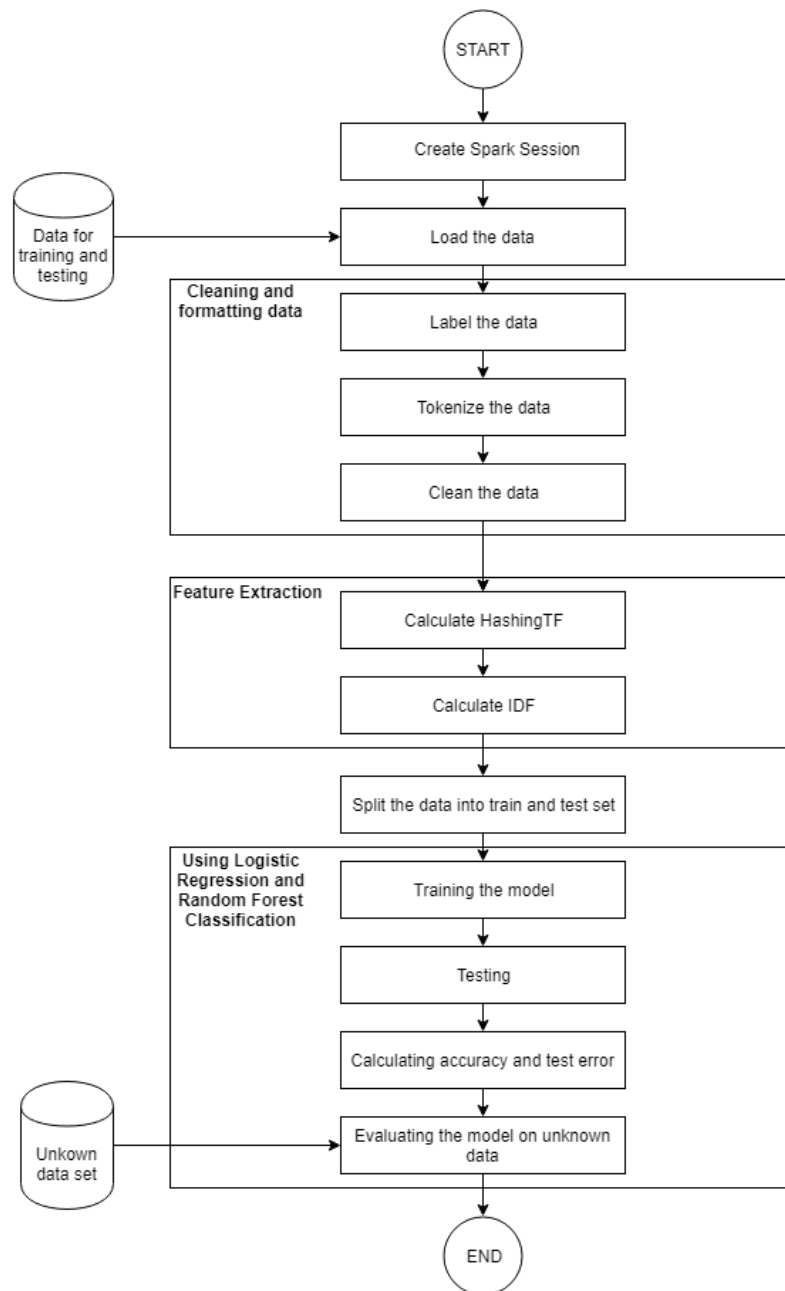 START
Create Spark Session
Data for
training and
testing
Load the data
Cleaning and
formatting data
Label the data
Tokenize the data
Clean the data
Feature Extraction
Calculate HashingTF
Calculate IDF
Split the data into train and test set
Using Logistic
Regression and
Random Forest
Classification
Training the model
Testing
Calculating accuracy and test error
Unkown
data set
Evaluating the model on unknown
data
END